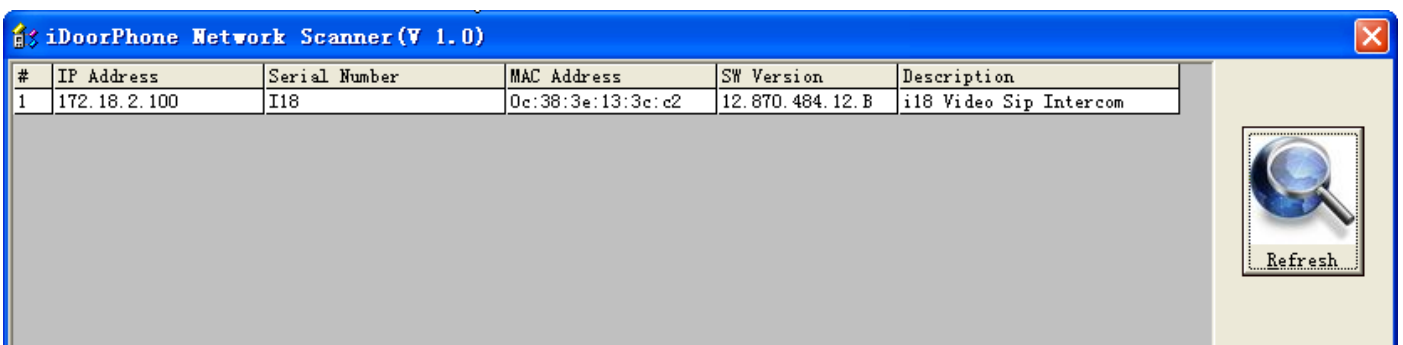 iDoorPhone Network Scanner(V 1.0)
# IP Address Serial Number MAC Address SW Version Description
1 172.18.2.100 I18 0c:38:3e:13:3c:c2 12.870.484.12.B i18 Video Sip Intercom
Refresh